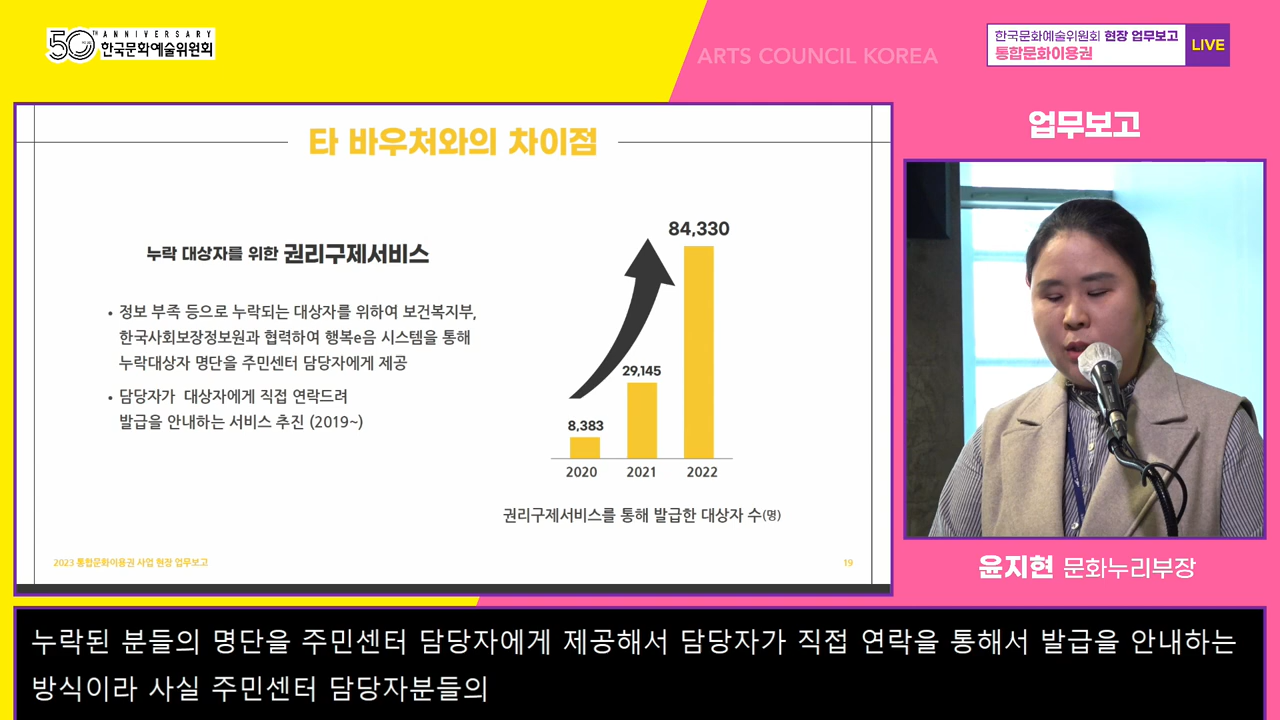 50TH ANNIVERSARY
한국문화예술위원회
ARTS COUNCIL KOREA
한국문화예술위원회 현장 업무보고
통합문화이용권
LIVE
타 바우처와의 차이점
누락 대상자를 위한 권리구제서비스
• 정보 부족 등으로 누락되는 대상자를 위하여 보건복지부,
한국사회보장정보원과 협력하여 행복e음 시스템을 통해
누락대상자 명단을 주민센터 담당자에게 제공
• 담당자가 대상자에게 직접 연락드려
발급을 안내하는 서비스 추진 (2019~)
84,330
29,145
8,383
2020 2021 2022
권리구제서비스를 통해 발급한 대상자 수(명)
2023 통합문화이용권 사업 현장 업무보고
19
업무보고
윤지현 문화누리부장
누락된 분들의 명단을 주민센터 담당자에게 제공해서 담당자가 직접 연락을 통해서 발급을 안내하는
방식이라 사실 주민센터 담당자분들의